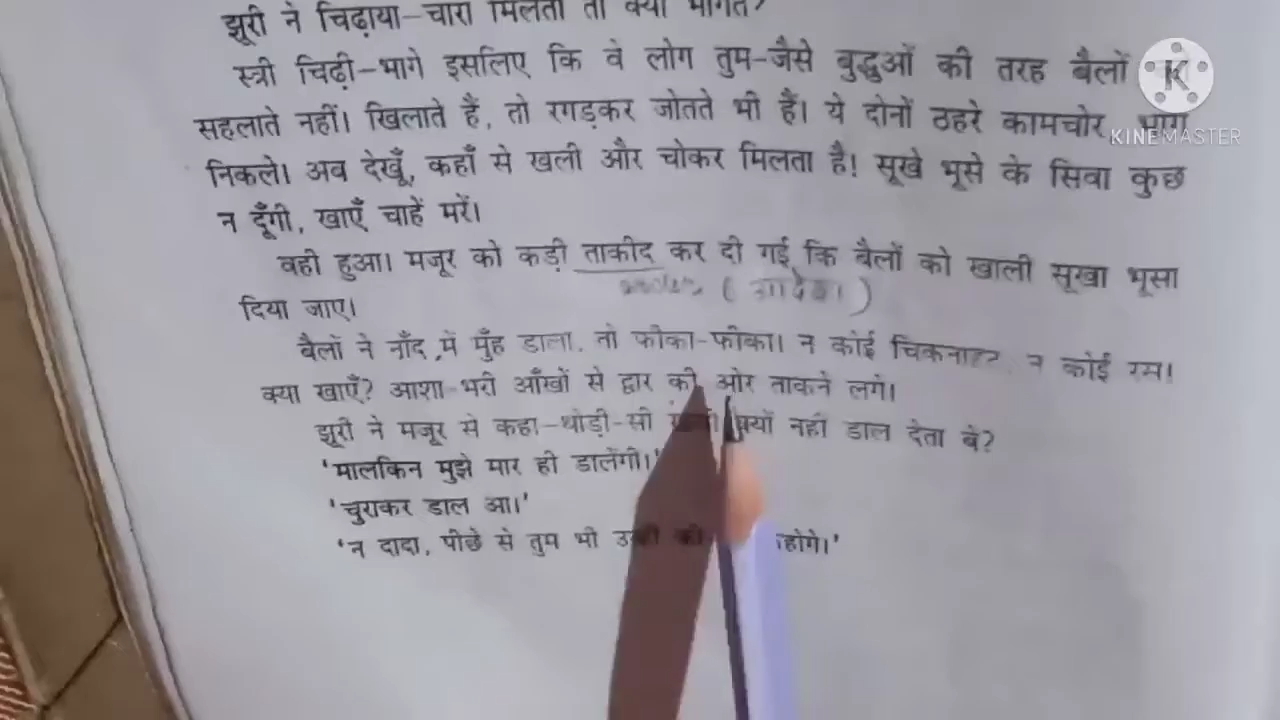 झूरी ने चिढ़ाया-चारा मिलता तो क्यों भागते?
स्त्री चिढ़ी-भागे इसलिए कि वे लोग तुम-जैसे बुद्धुओं की तरह बैलों
सहलाते नहीं। खिलाते हैं, तो रगड़कर जोतते भी हैं। ये दोनों ठहरे कामचोर, भाग
निकले। अब देखूँ, कहाँ से खली और चोकर मिलता है! सूखे भूसे के सिवा कुछ
न दूँगी, खाएँ चाहें मरें।
वही हुआ। मजूर को कड़ी ताकीद कर दी गई कि बैलों को खाली सूखा भूसा
(आदेश)
दिया जाए।
बैलों ने नाँद में मुँह डाला, तो फीका-फीका। न कोई चिकनाहट, न कोई रस।
क्या खाएँ? आशा-भरी आँखों से द्वार की ओर ताकने लगे।
झूरी ने मजूर से कहा-थोड़ी-सी क्यों नहीं डाल देता बे?
'मालकिन मुझे मार ही डालेंगी।'
'चुराकर डाल आ।'
'न दादा, पीछे से तुम भी
KINEMASTER